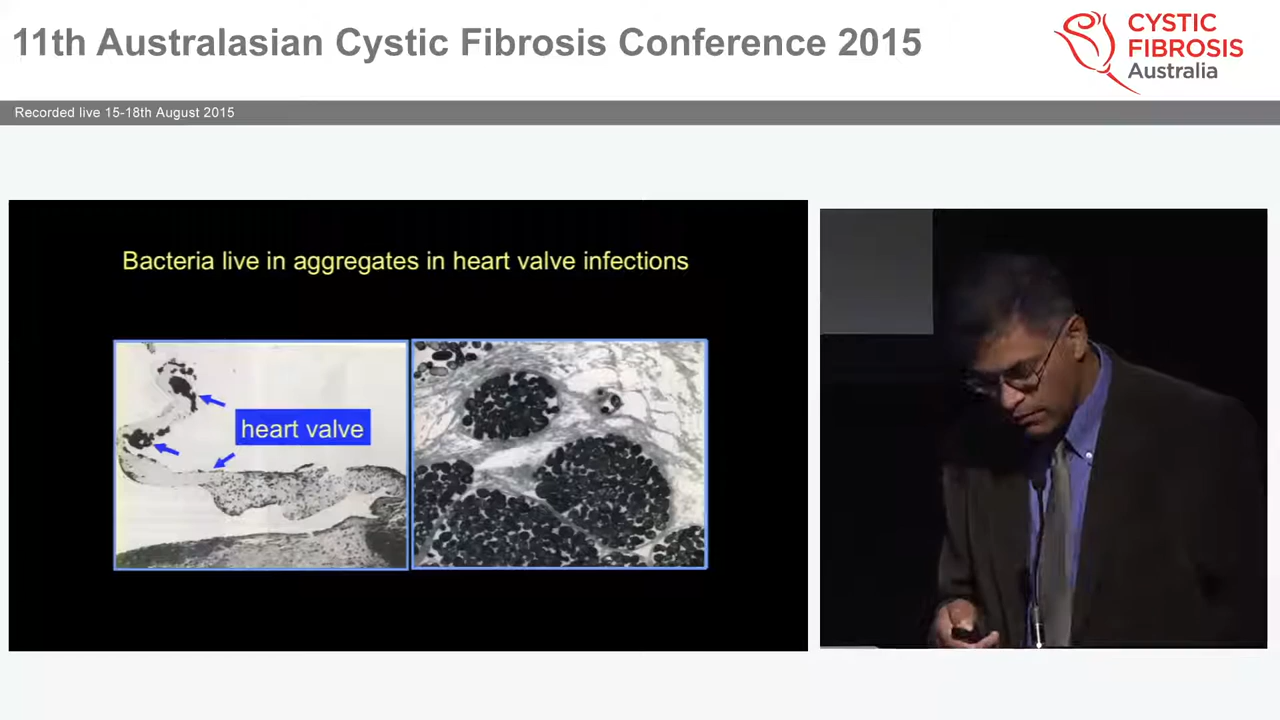 11th Australasian Cystic Fibrosis Conference 2015
CYSTIC
FIBROSIS
Australia
Recorded live 15-18th August 2015
Bacteria live in aggregates in heart valve infections
heart valve